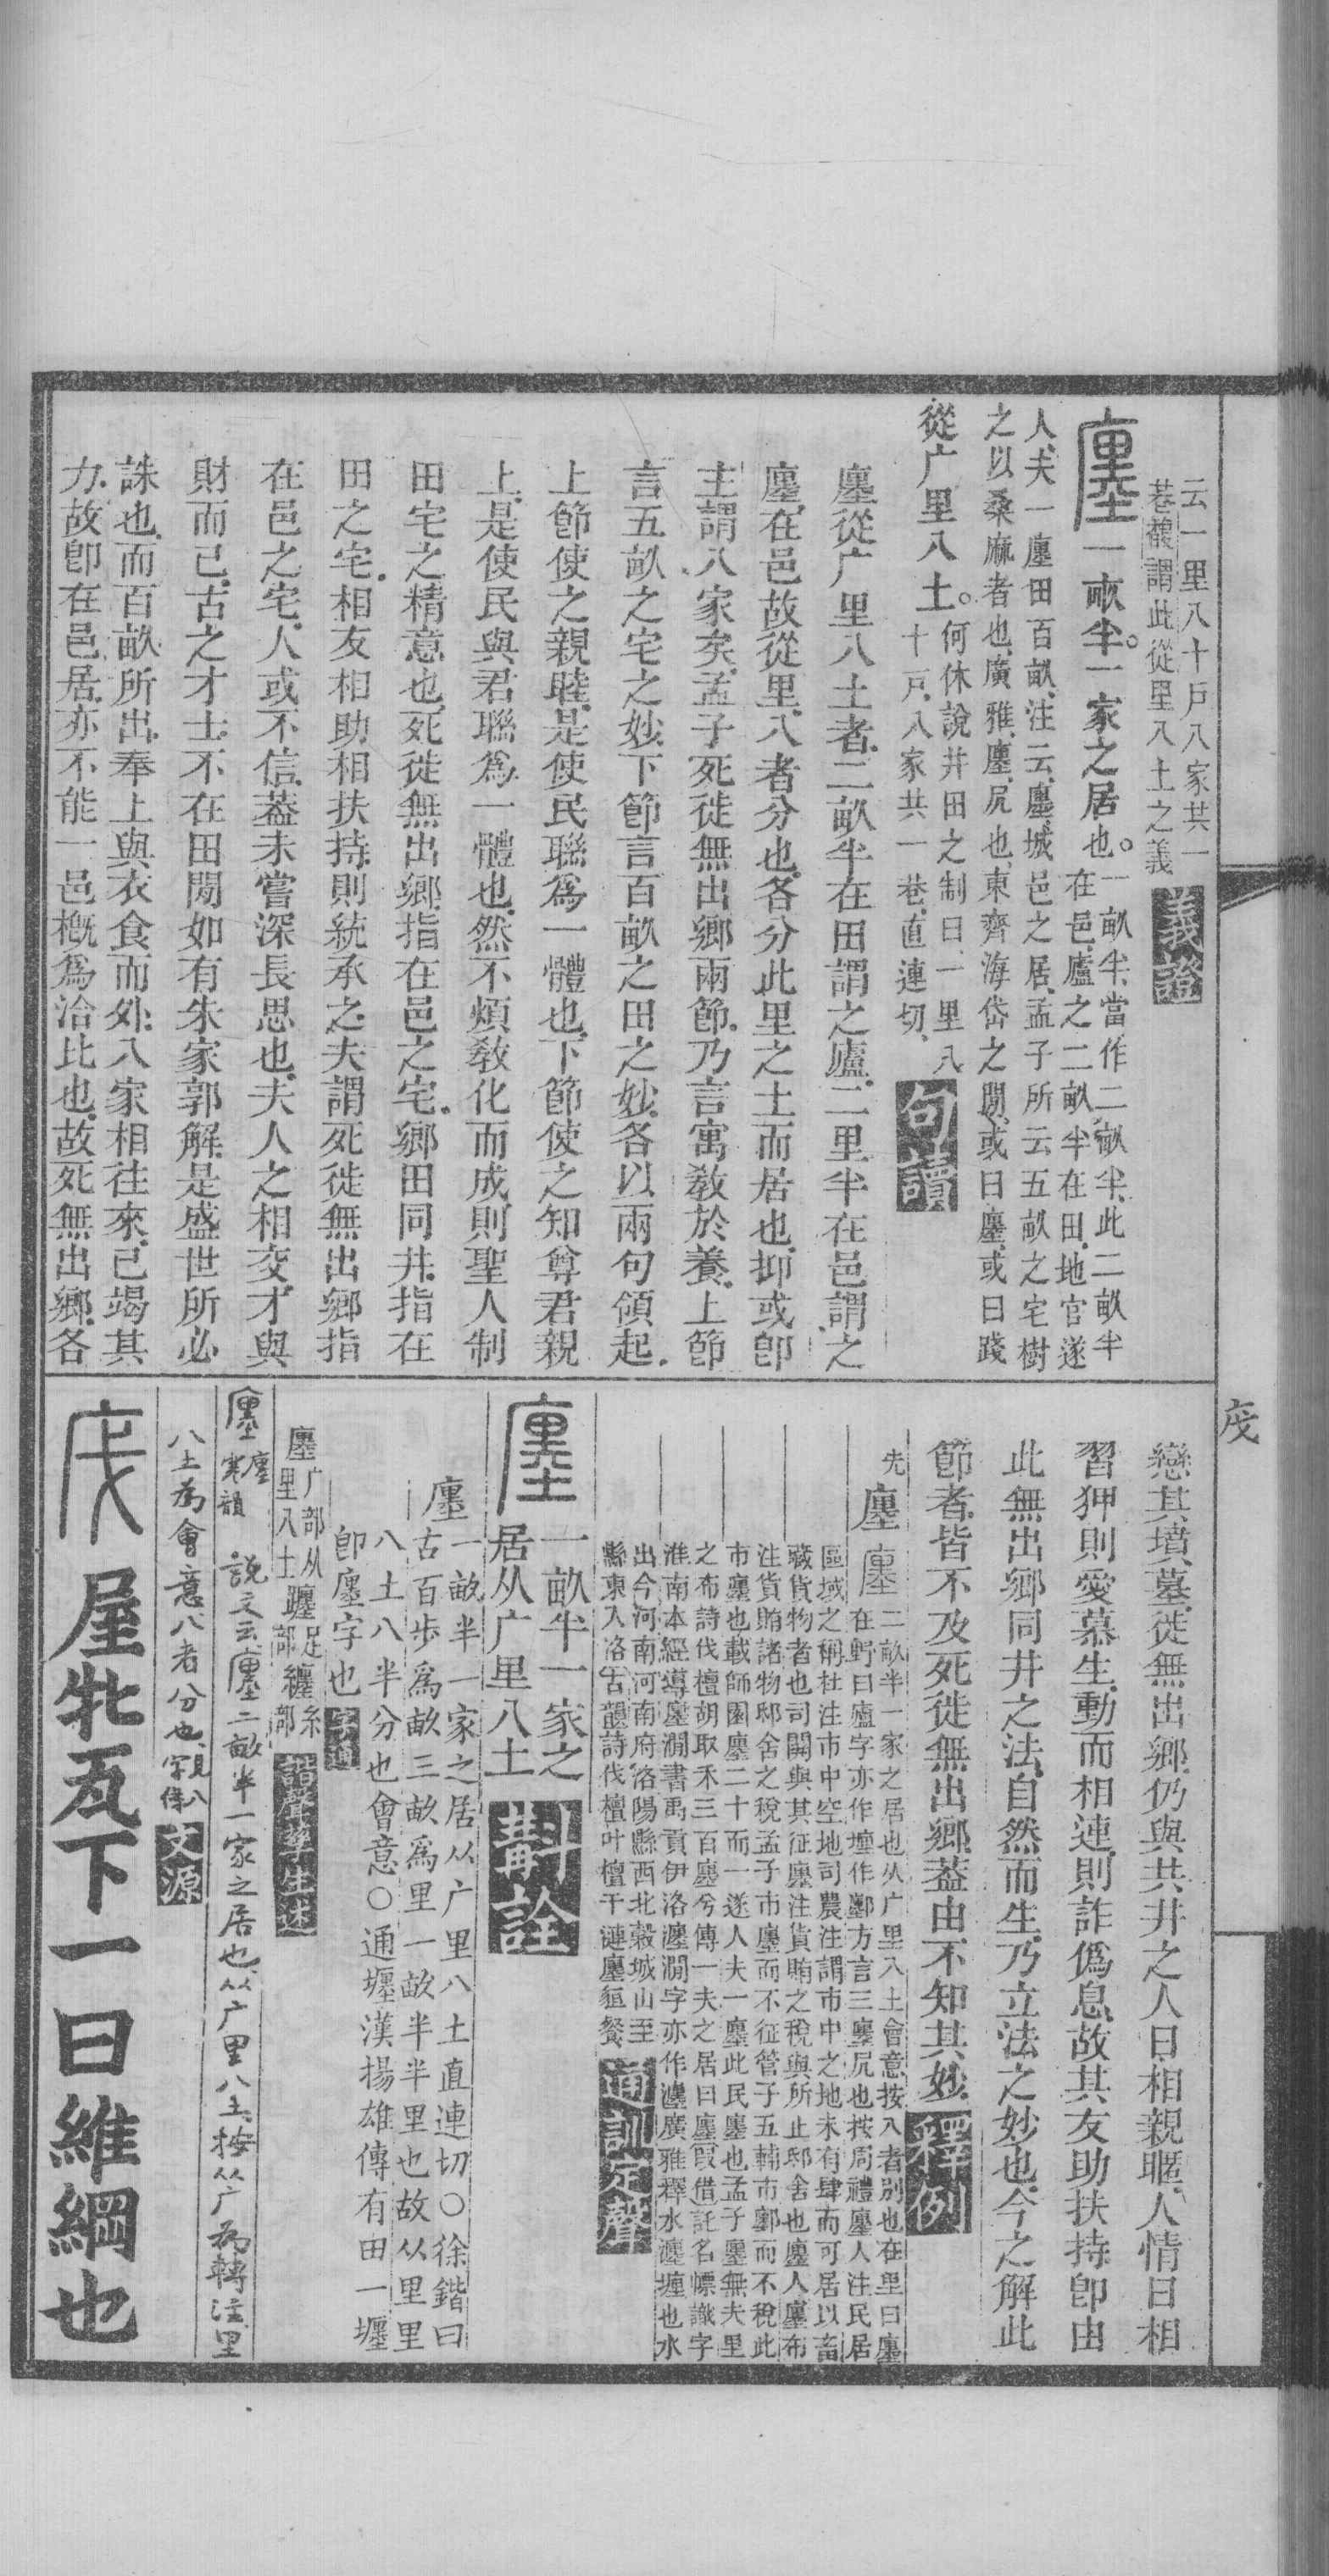 云一里八十戶八家共一
巷馥謂此從里八土之義
義證
廛一畝半一家之居也。
一畝半當作二畝半此二畝半
在邑廬之二畝半在田地官遂
人夫一廛田百畝注云廛城邑之居孟子所云五畝之宅樹
之以桑麻者也廣雅廛凥也東齊海岱之閒或曰廛或曰踐
從广里八土。
何休說井田之制曰一里八
十戶八家共一巷直連切
句讀
廛從广里八土者二畝半在田謂之廬二里半在邑謂之
廛在邑故從里八者分也各分此里之土而居也抑或卽
主謂八家矣孟子死徙無出鄉兩節乃言寓敎於養上節
言五畝之宅之妙下節言百畝之田之妙各以兩句領起
上節使之親睦是使民聯爲一體也下節使之知尊君親
上是使民與君聯爲一體也然不煩敎化而成則聖人制
田宅之精意也死徙無出鄉指在邑之宅鄉田同井指在
田之宅相友相助相扶持則統承之夫謂死徙無出鄉指
在邑之宅人或不信葢未嘗深長思也夫人之相交才與
財而已古之才士不在田閒如有朱家郭解是盛世所必
誅也而百畝所出奉上與衣食而外八家相往來已竭其
力故卽在邑居亦不能一邑槪爲洽比也故死無出鄉各
戀其墳墓徙無出鄉仍與共井之人日相親暱人情日相
習狎則愛慕生動而相連則詐僞息故其友助扶持卽由
此無出鄉同井之法自然而生乃立法之妙也今之解此
節者皆不及死徙無出鄉葢由不知其妙
釋例
先廛
二畝半一家之居也从广里八土會意按八者別也在里曰廛
在野曰廬字亦作壥作鄽方言三廛凥也按周禮廛人注民居
區域之稱杜注市中空地司農注謂市中之地未有肆而可居以畜
藏貨物者也司關與其征廛注貨賄之稅與所止邸舍也廛人廛布
注貨賄諸物邸舍之稅孟子市廛而不征管子五輔市鄽而不稅此
市廛也載師園廛二十而一遂人夫一廛此民廛也孟子廛無夫里
之布詩伐檀胡取禾三百廛兮傳一夫之居曰廛叚借託名幖識字
淮南本經導廛澗書禹貢伊洛瀍澗字亦作瀍廣雅釋水瀍壥也水
出今河南河南府洛陽縣西北穀城山至
縣東入洛古韻詩伐檀叶檀干漣廛貆餐
通訓定聲
廛一畝半一家之
居从广里八土
斠詮
廛一畝半一家之居从广里八土直連切〇徐鍇曰
古百步爲畝三畝爲里一畝半半里也故从里里
八土八半分也會意〇通壥漢揚雄傳有田一壥
卽廛字也
字通
廛广部从里八土
躔足部纏糸部
諧聲孳生述
廛廛寒韻 說文云廛二畝半一家之居也从广里八土按从广爲轉注里
八土爲會意八者分也見八字條
文源
戊
屋牝瓦下一曰維綱也